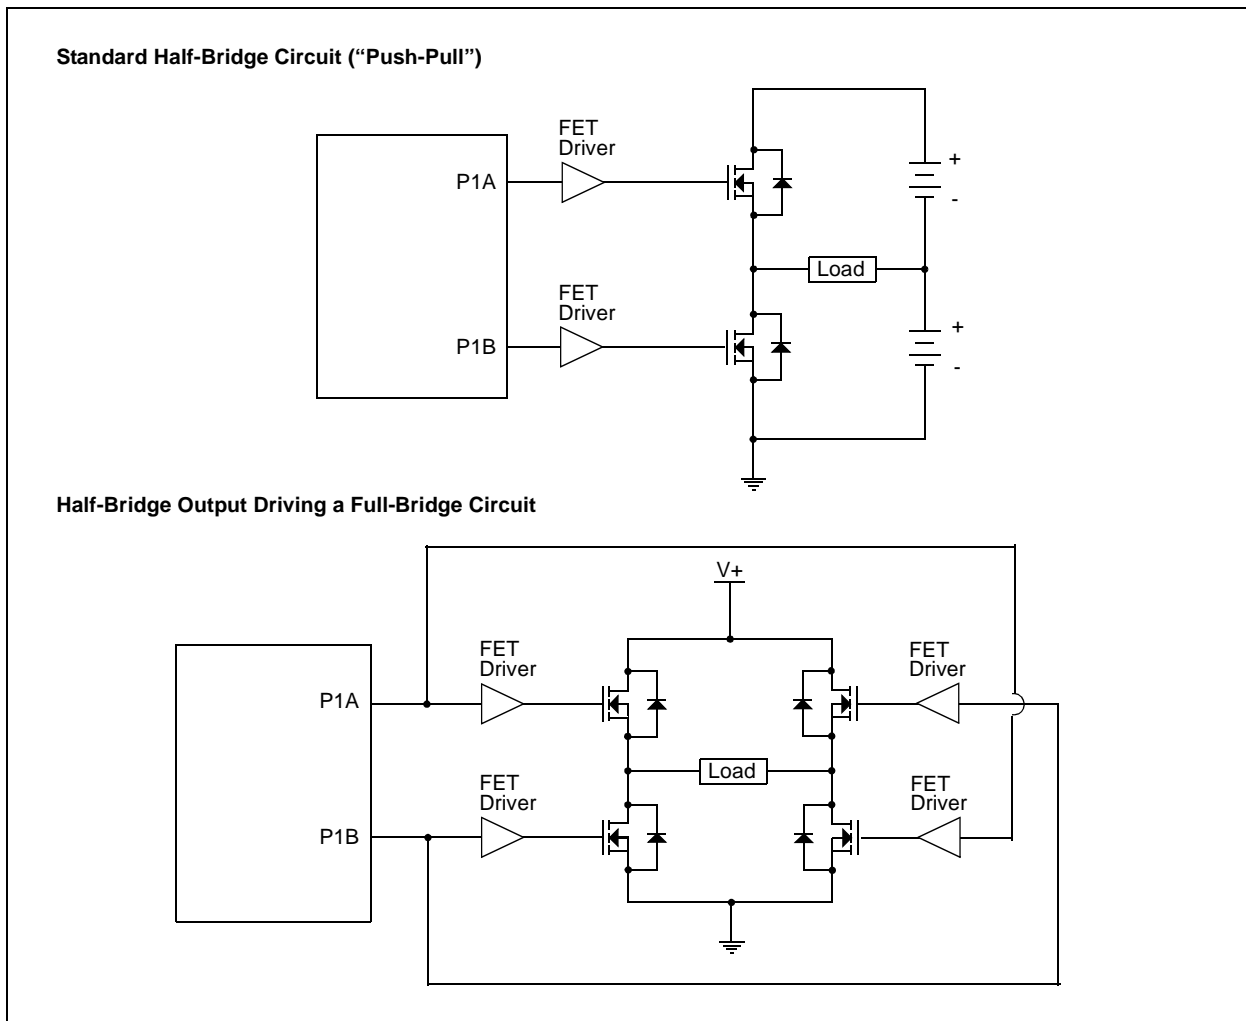 Standard Half-Bridge Circuit (“Push-Pull”)
FET
Driver
P1A
+
-
Load
FET
Driver
P1B
+
-
Half-Bridge Output Driving a Full-Bridge Circuit
V+
FET
Driver
FET
Driver
P1A
Load
FET
Driver
FET
Driver
P1B